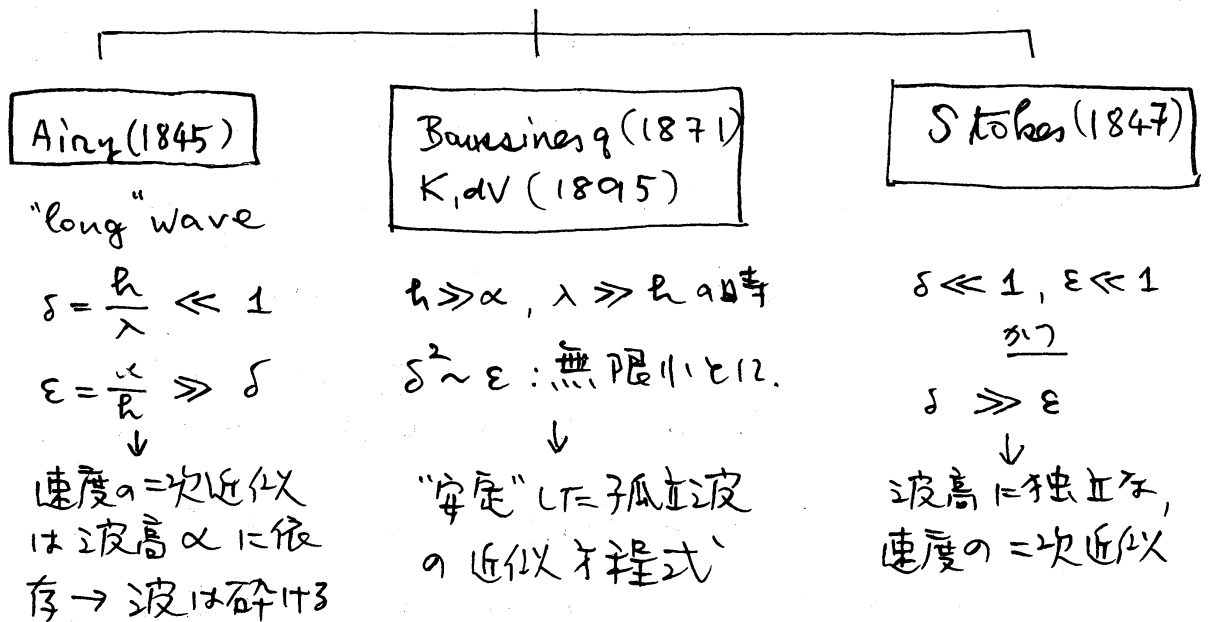 Airy (1845)
"long" wave
δ = h/λ ≪ 1
ε = α/h ≫ δ
↓
速度の二次近似
は波高αに依
存 → 波は砕ける
Boussinesq (1871)
K,dV (1895)
h ≫ α, λ ≫ h の時
δ² ~ ε : 無限小とに.
↓
"安定"した孤立波
の近似方程式
Stokes (1847)
δ ≪ 1, ε ≪ 1
かつ
δ ≫ ε
↓
波高に独立な,
速度の二次近似